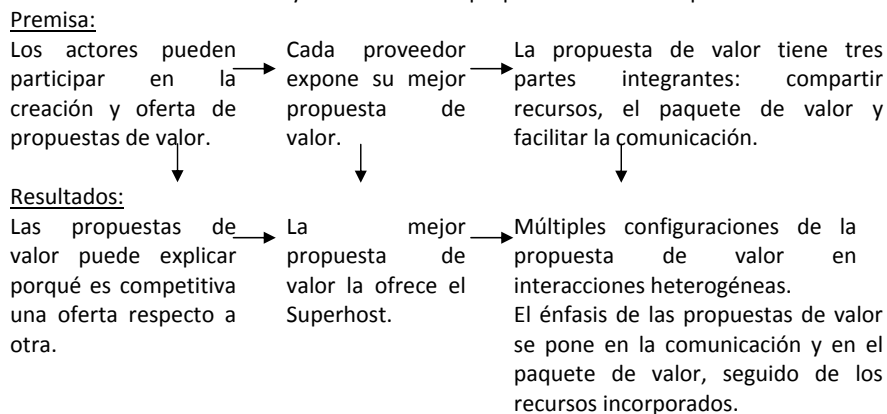 Premisa:
Los actores pueden
participar en la
creación y oferta de
propuestas de valor.
Cada proveedor
expone su mejor
propuesta de
valor.
La propuesta de valor tiene tres
partes integrantes: compartir
recursos, el paquete de valor y
facilitar la comunicación.
Resultados:
Las propuestas de
valor puede explicar
porqué es competitiva
una oferta respecto a
otra.
La mejor
propuesta de
valor la ofrece el
Superhost.
Múltiples configuraciones de la
propuesta de valor en
interacciones heterogéneas.
El énfasis de las propuestas de valor
se pone en la comunicación y en el
paquete de valor, seguido de los
recursos incorporados.